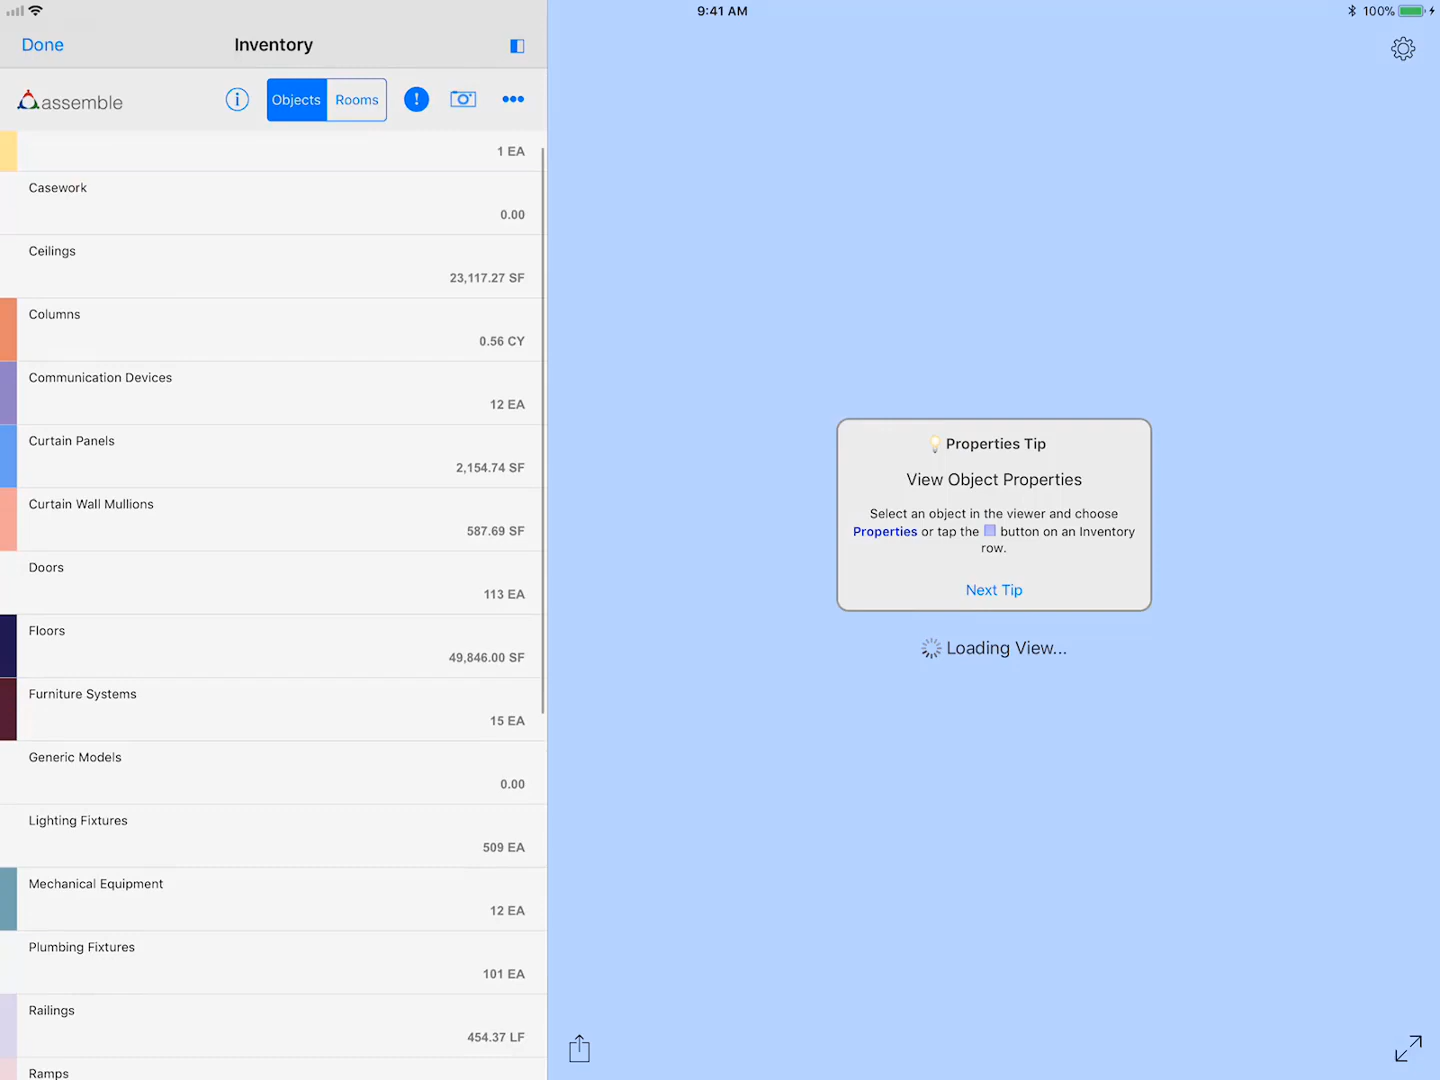 9:41 AM
100%
Done
Inventory
assemble
Objects
Rooms
1 EA
Casework
0.00
Ceilings
23,117.27 SF
Columns
0.56 CY
Communication Devices
12 EA
Curtain Panels
2,154.74 SF
Curtain Wall Mullions
587.69 SF
Doors
113 EA
Floors
49,846.00 SF
Furniture Systems
15 EA
Generic Models
0.00
Lighting Fixtures
509 EA
Mechanical Equipment
12 EA
Plumbing Fixtures
101 EA
Railings
454.37 LF
Ramps
Properties Tip
View Object Properties
Select an object in the viewer and choose
Properties or tap the button on an Inventory
row.
Next Tip
Loading View...